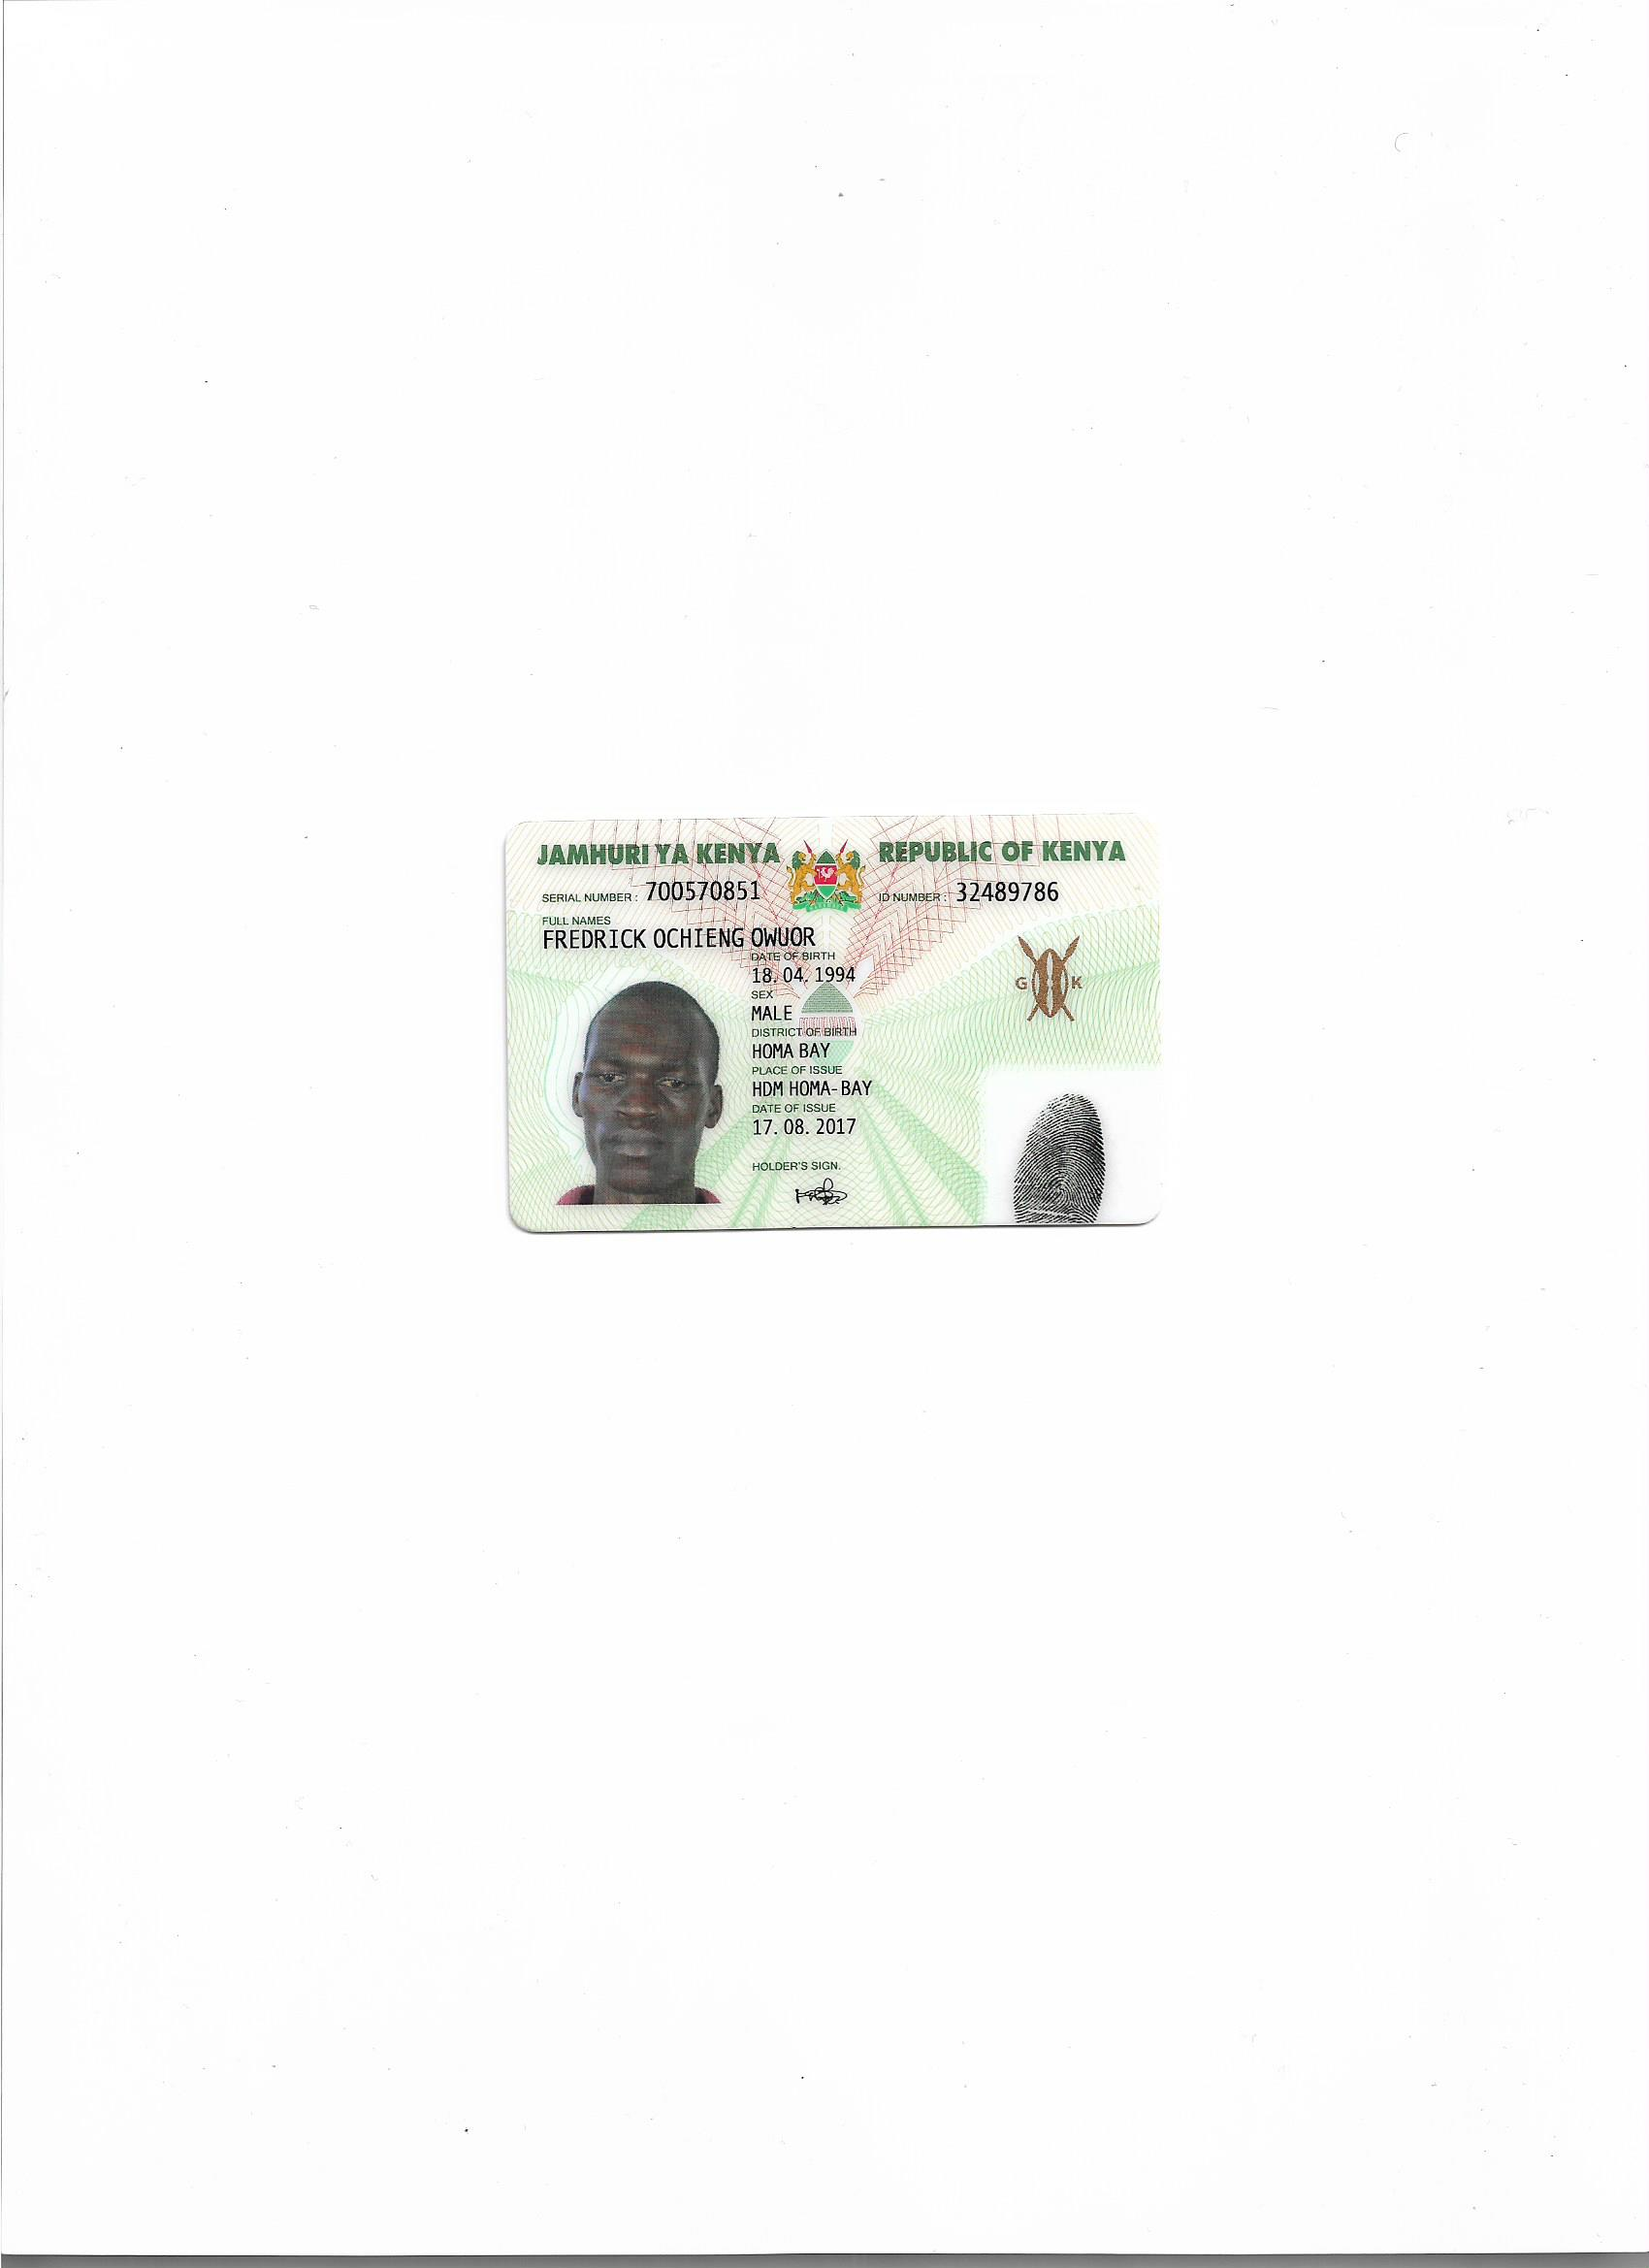 JAMHURI YA KENYA REPUBLIC OF KENYA
SERIAL NUMBER : 700570851 ID NUMBER : 32489786
FULL NAMES
FREDRICK OCHIENG OWUOR
DATE OF BIRTH
18. 04. 1994
SEX
MALE
G K
DISTRICT OF BIRTH
HOMA BAY
PLACE OF ISSUE
HDM HOMA-BAY
DATE OF ISSUE
17. 08. 2017
HOLDER'S SIGN.